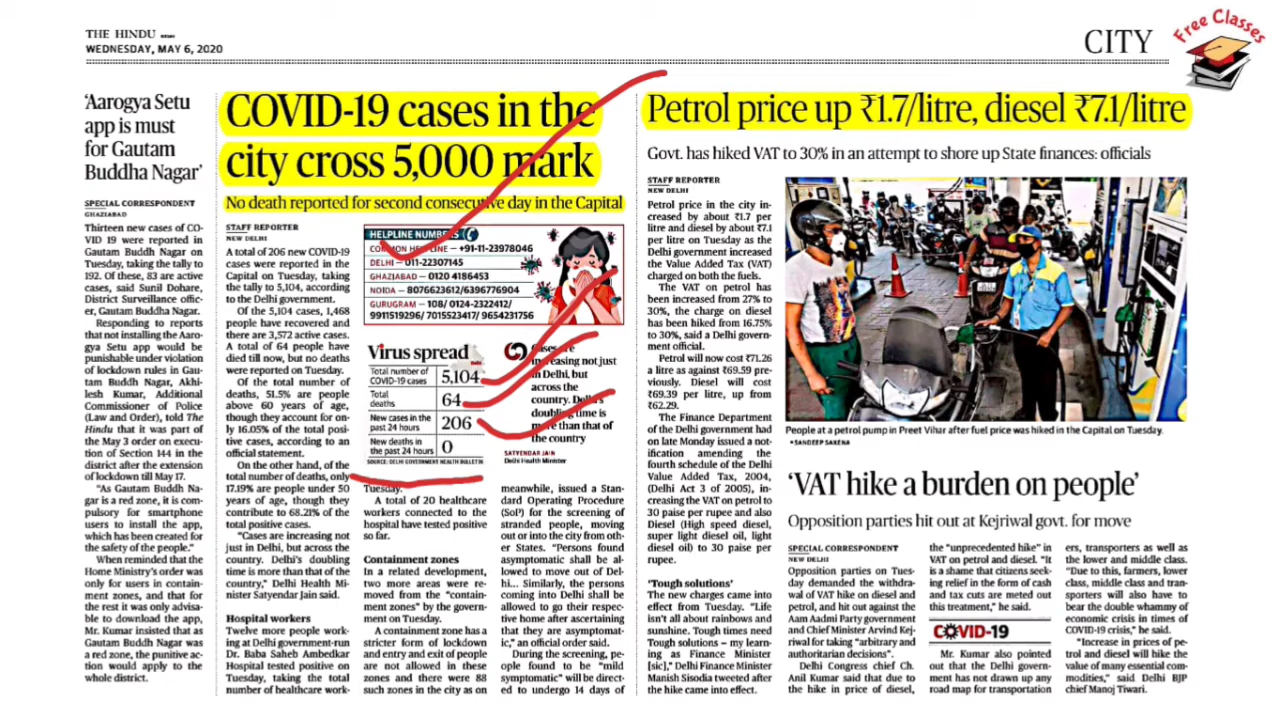 THE HINDU
WEDNESDAY, MAY 6, 2020
CITY
Free Classes
'Aarogya Setu
app is must
for Gautam
Buddha Nagar'
SPECIAL CORRESPONDENT
GHAZIABAD
Thirteen new cases of CO-
VID 19 were reported in
Gautam Buddha Nagar on
Tuesday, taking the tally to
192. Of these, 83 are active
cases, said Sunil Dohare,
District Surveillance offic-
er, Gautam Buddha Nagar.
Responding to reports
that not installing the Aaro-
gya Setu app would be
punishable under violation
of lockdown rules in Gau-
tam Buddh Nagar, Akhi-
lesh Kumar, Additional
Commissioner of Police
(Law and Order), told The
Hindu that it was part of
the May 3 order on execu-
tion of Section 144 in the
district after the extension
of lockdown till May 17.
"As Gautam Buddha Na-
gar is a red zone, it is com-
pulsory for smartphone
users to install the app,
which has been created for
the safety of the people."
When reminded that the
Home Ministry's order was
only for users in contain-
ment zones, and that for
the rest it was only advisa-
ble to download the app,
Mr. Kumar insisted that as
Gautam Buddha Nagar was
a red zone, the punitive ac-
tion would apply to the
whole district.
COVID-19 cases in the
city cross 5,000 mark
No death reported for second consecutive day in the Capital
STAFF REPORTER
NEW DELHI
A total of 206 new COVID-19
cases were reported in the
Capital on Tuesday, taking
the tally to 5,104, according
to the Delhi government.
Of the 5,104 cases, 1,468
people have recovered and
there are 3,572 active cases.
A total of 64 people have
died till now, but no deaths
were reported on Tuesday.
Of the total number of
deaths, 51.5% are people
above 60 years of age,
though they account for on-
ly 16.05% of the total posi-
tive cases, according to an
official statement.
On the other hand, of the
total number of deaths, only
17.19% are people under 50
years of age, though they
contribute to 68.21% of the
total positive cases.
"Cases are increasing not
just in Delhi, but across the
country. Delhi's doubling
time is more than of the
country," Delhi Health Mi-
nister Satyendar Jain said.
Hospital workers
Twelve more people work-
ing at Delhi government-run
Dr. Baba Saheb Ambedkar
Hospital tested positive on
Tuesday, taking the total
number of healthcare work-
HELPLINE NUMBERS
COMMON HELPLINE – +91-11-23978046
DELHI – 011-22307145
GHAZIABAD – 0120 4186453
NOIDA – 8076623612/6396776904
GURUGRAM – 108/ 0124-2322412/
9911519296/ 7015523417/ 9654231756
Virus spread
Delhi
Total number of
COVID-19 cases 5,104
Total
deaths 64
New cases in the
past 24 hours 206
New deaths in
the past 24 hours 0
SOURCE: DELHI GOVERNMENT HEALTH BULLETIN
Cases are
increasing not just
in Delhi, but
across the
country. Delhi's
doubling time is
more than that of
the country
SATYENDAR JAIN
Delhi Health Minister
Tuesday.
A total of 20 healthcare
workers connected to the
hospital have tested positive
so far.
Containment zones
In a related development,
two more areas were re-
moved from the "contain-
ment zones" by the govern-
ment on Tuesday.
A containment zone has a
stricter form of lockdown
and entry and exit of people
are not allowed in these
zones and there were 88
such zones in the city as on
meanwhile, issued a Stan-
dard Operating Procedure
(SoP) for the screening of
stranded people, moving
out or into the city from oth-
er States. "Persons found
asymptomatic shall be al-
lowed to move out of Del-
hi... Similarly, the persons
coming into Delhi shall be
allowed to go their respec-
tive home after ascertaining
that they are asymptomat-
ic," an official order said.
During the screening, pe-
ople found to be "mild
symptomatic" will be direct-
ed to undergo 14 days of
Petrol price up ₹1.7/litre, diesel ₹7.1/litre
Govt. has hiked VAT to 30% in an attempt to shore up State finances: officials
STAFF REPORTER
NEW DELHI
Petrol price in the city in-
creased by about ₹1.7 per
litre and diesel by about ₹7.1
per litre on Tuesday as the
Delhi government increased
the Value Added Tax (VAT)
charged on both the fuels.
The VAT on petrol has
been increased from 27% to
30%, the charge on diesel
has been hiked from 16.75%
to 30%, said a Delhi govern-
ment official.
Petrol will now cost ₹71.26
a litre as against ₹69.59 pre-
viously. Diesel will cost
₹69.39 per litre, up from
₹62.29.
The Finance Department
of the Delhi government had
on late Monday issued a not-
ification amending the
fourth schedule of the Delhi
Value Added Tax, 2004,
(Delhi Act 3 of 2005), in-
creasing the VAT on petrol to
30 paise per rupee and also
Diesel (High speed diesel,
super light diesel oil, light
diesel oil) to 30 paise per
rupee.
'Tough solutions'
The new charges came into
effect from Tuesday. "Life
isn't all about rainbows and
sunshine. Tough times need
Tough solutions – my learn-
ing as Finance Minister
[sic]," Delhi Finance Minister
Manish Sisodia tweeted after
the hike came into effect.
People at a petrol pump in Preet Vihar after fuel price was hiked in the Capital on Tuesday.
• SANDEEP SAXENA
'VAT hike a burden on people'
Opposition parties hit out at Kejriwal govt. for move
SPECIAL CORRESPONDENT
NEW DELHI
Opposition parties on Tues-
day demanded the withdra-
wal of VAT hike on diesel and
petrol, and hit out against the
Aam Aadmi Party government
and Chief Minister Arvind Kej-
riwal for taking "arbitrary and
authoritarian decisions".
Delhi Congress chief Ch.
Anil Kumar said that due to
the hike in price of diesel,
the "unprecedented hike" in
VAT on petrol and diesel. "It
is a shame that citizens seek-
ing relief in the form of cash
and tax cuts are meted out
this treatment," he said.
COVID-19
Mr. Kumar also pointed
out that the Delhi govern-
ment has not drawn up any
road map for transportation
ers, transporters as well as
the lower and middle class.
"Due to this, farmers, lower
class, middle class and tran-
sporters will also have to
bear the double whammy of
economic crisis in times of
COVID-19 crisis," he said.
"Increase in prices of pe-
trol and diesel will hike the
value of many essential com-
modities," said Delhi BJP
chief Manoj Tiwari.